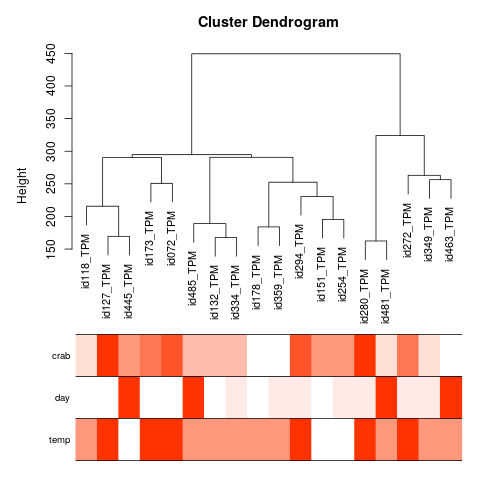 Cluster Dendrogram
Height
450
400
350
300
250
200
150
id118_TPM
id127_TPM
id445_TPM
id173_TPM
id072_TPM
id485_TPM
id132_TPM
id334_TPM
id178_TPM
id359_TPM
id294_TPM
id151_TPM
id254_TPM
id280_TPM
id481_TPM
id272_TPM
id349_TPM
id463_TPM
crab
day
temp